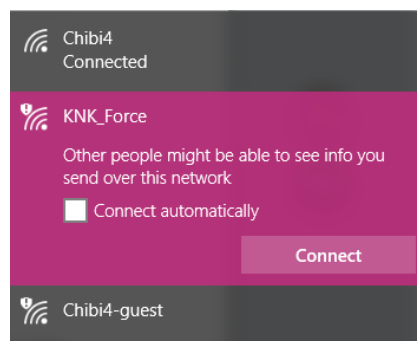 Chibi4
Connected
KNK_Force
Other people might be able to see info you
send over this network
Connect automatically
Connect
Chibi4-guest